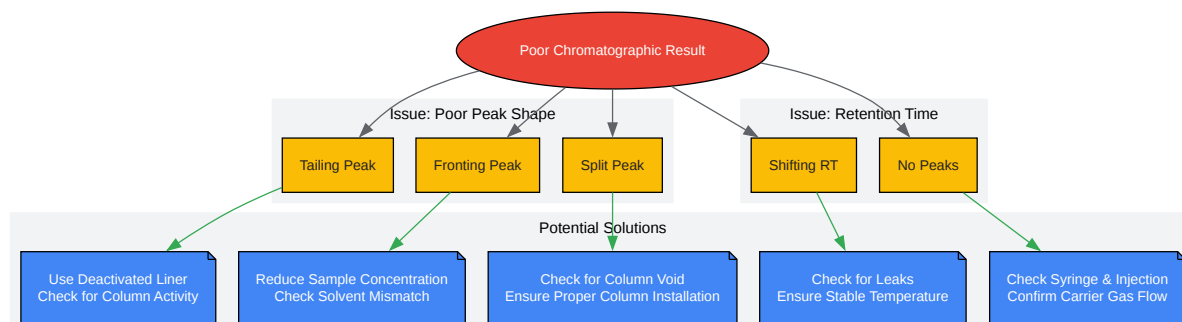 Poor Chromatographic Result
Issue: Poor Peak Shape
Issue: Retention Time
Tailing Peak
Fronting Peak
Split Peak
Shifting RT
No Peaks
Potential Solutions
Use Deactivated Liner
Check for Column Activity
Reduce Sample Concentration
Check Solvent Mismatch
Check for Column Void
Ensure Proper Column Installation
Check for Leaks
Ensure Stable Temperature
Check Syringe & Injection
Confirm Carrier Gas Flow